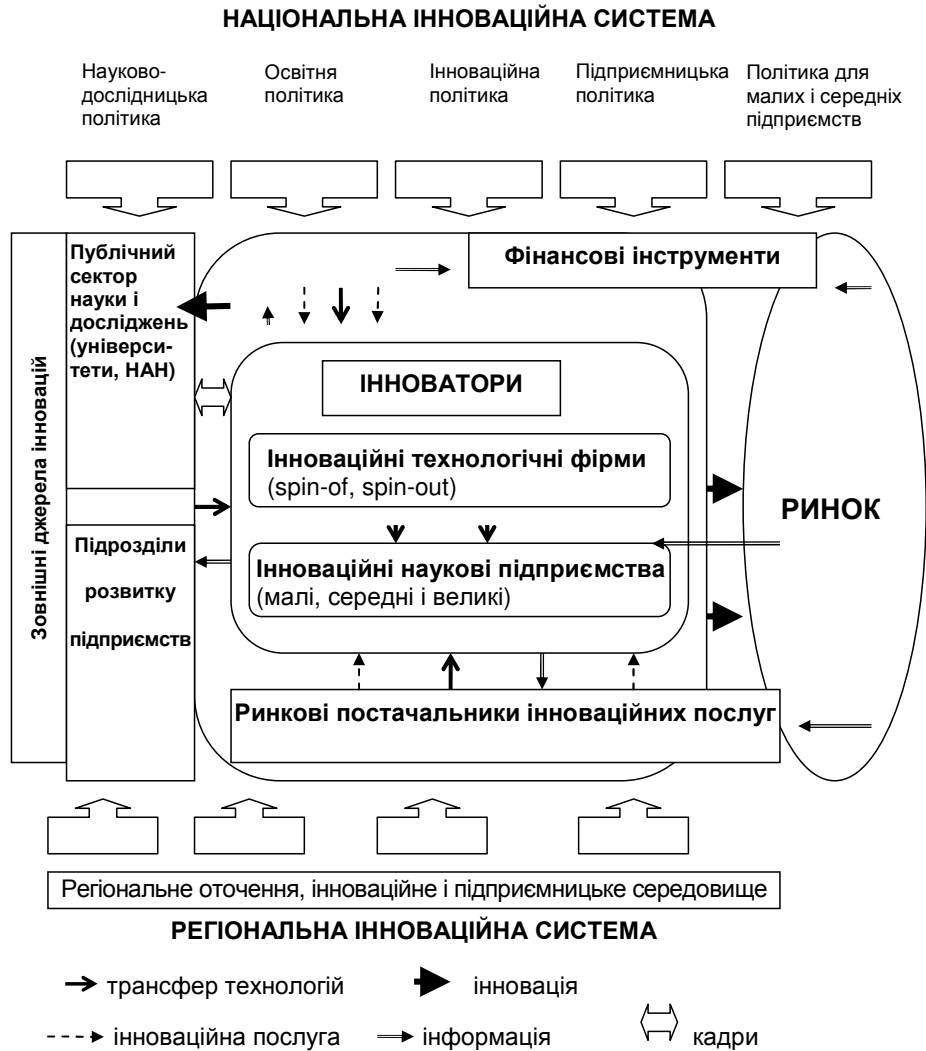 НАЦІОНАЛЬНА ІННОВАЦІЙНА СИСТЕМА
Науково-
дослідницька
політика
Освітня
політика
Інноваційна
політика
Підприємницька
політика
Політика для
малих і середніх
підприємств
Зовнішні джерела інновацій
Публічний
сектор
науки і
досліджень
(універси-
тети, НАН)
Фінансові інструменти
ІННОВАТОРИ
Інноваційні технологічні фірми
(spin-of, spin-out)
РИНОК
Підрозділи
розвитку
підприємств
Інноваційні наукові підприємства
(малі, середні і великі)
Ринкові постачальники інноваційних послуг
Регіональне оточення, інноваційне і підприємницьке середовище
РЕГІОНАЛЬНА ІННОВАЦІЙНА СИСТЕМА
трансфер технологій
інновація
інноваційна послуга
інформація
кадри